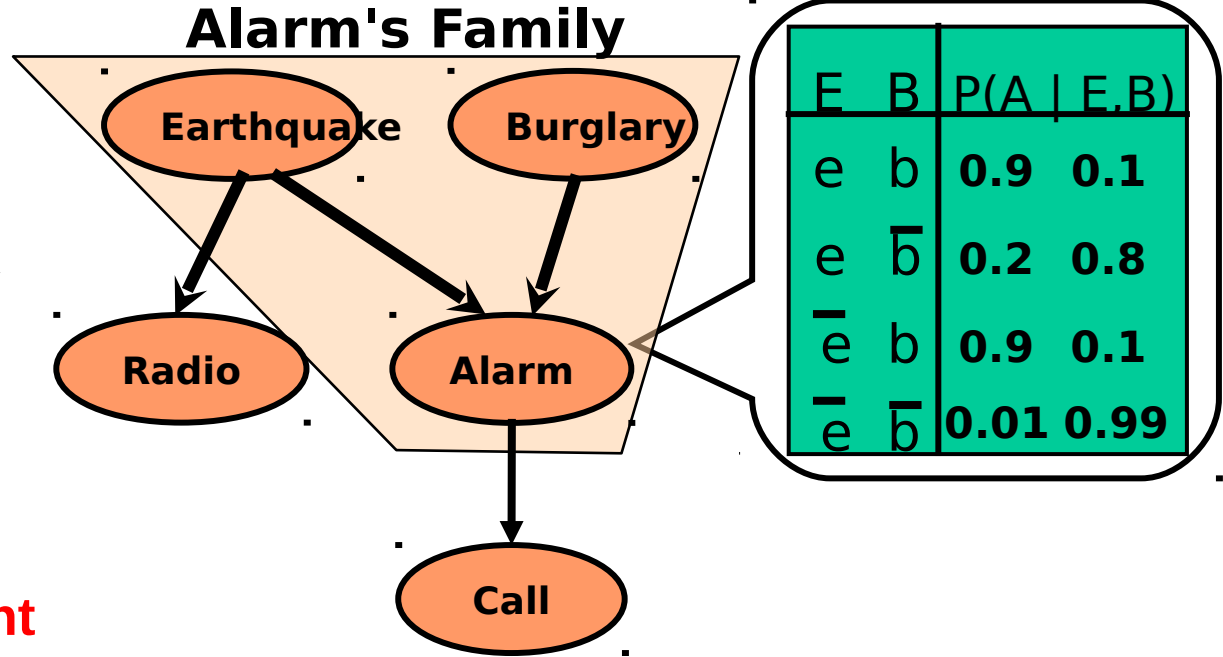 Alarm's Family
Earthquake
Burglary
Radio
Alarm
Call
E B P(A | E,B)
e b 0.9 0.1
e b̅ 0.2 0.8
e̅ b 0.9 0.1
e̅ b̅ 0.01 0.99